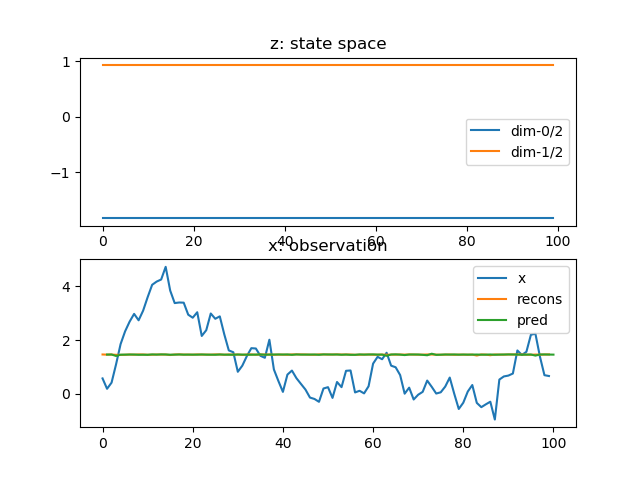 z: state space
1
0
−1
dim-0/2
dim-1/2
0 20 40 60 80 100
x: observation
4
2
0
x
recons
pred
0 20 40 60 80 100